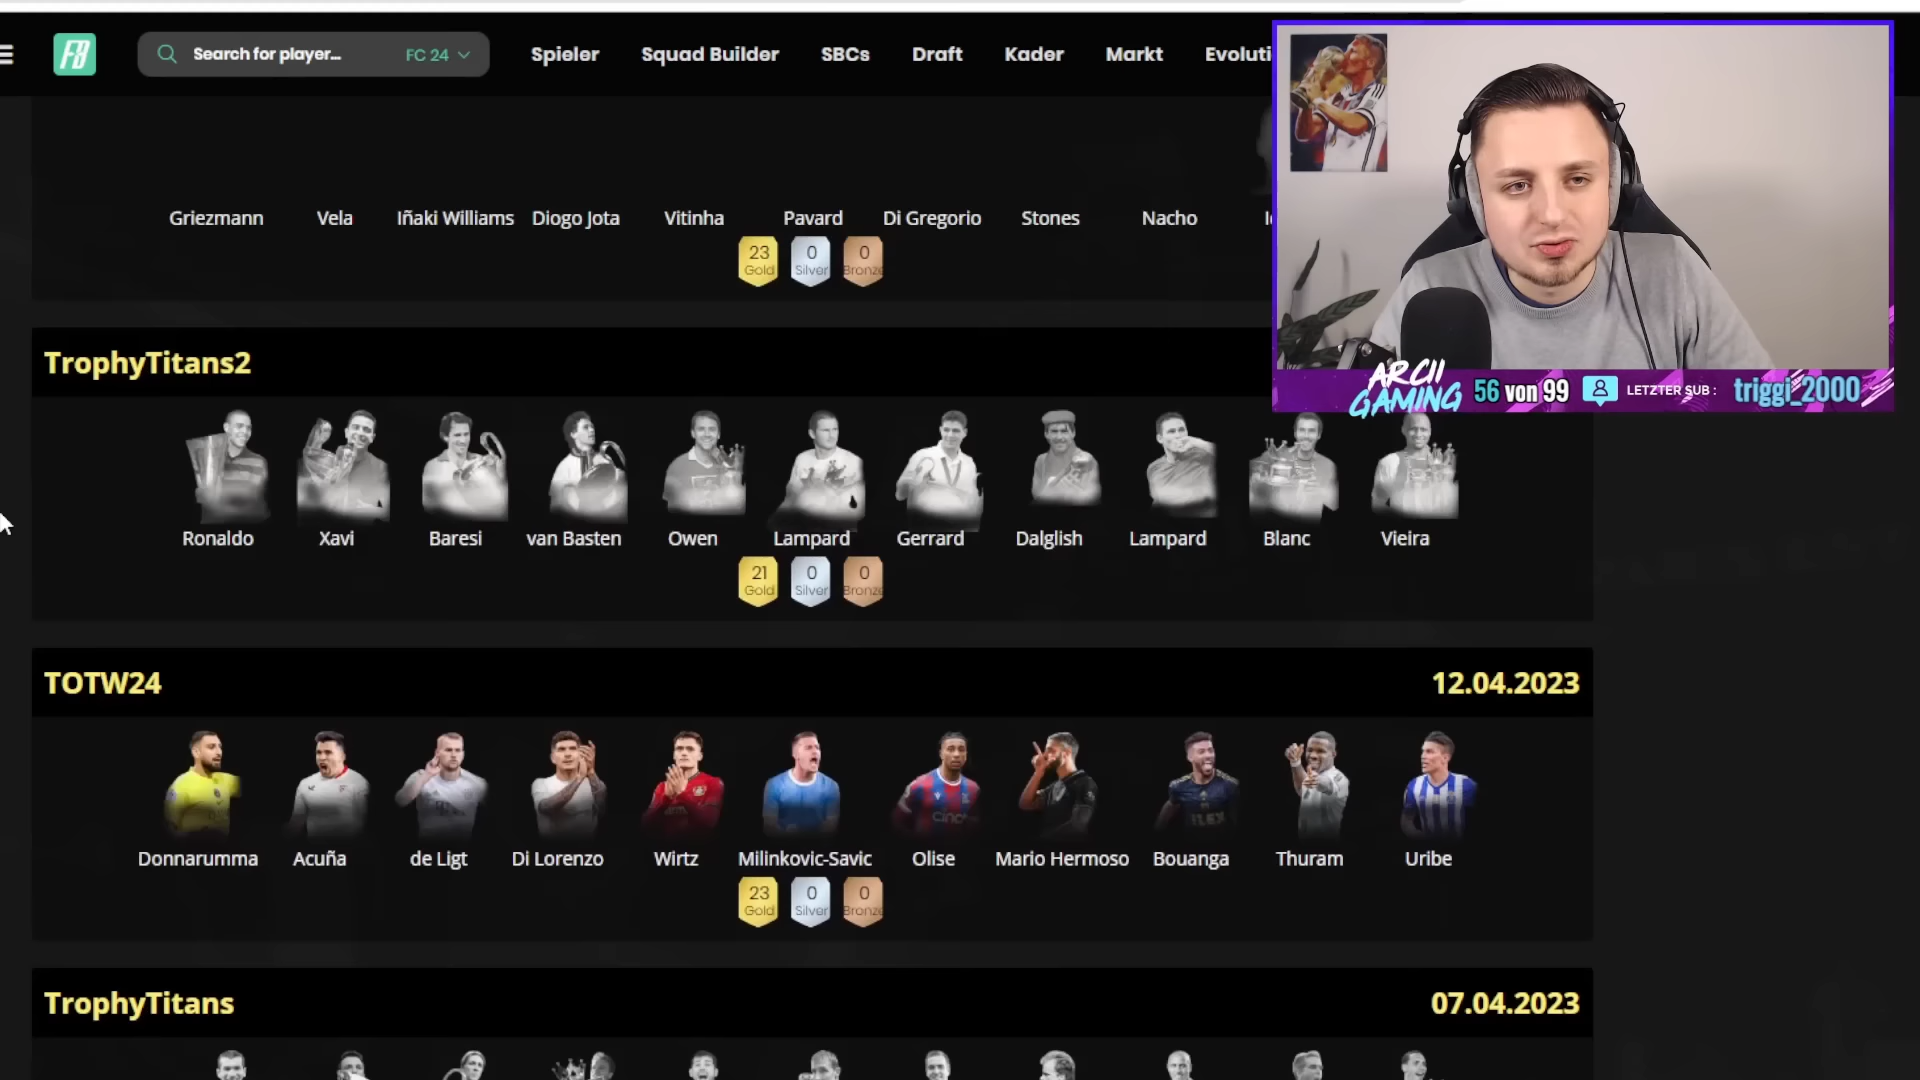 FB
Search for player...
FC 24
Spieler
Squad Builder
SBCs
Draft
Kader
Markt
Griezmann
Vela
Iñaki Williams
Diogo Jota
Vitinha
Pavard
Di Gregorio
Stones
Nacho
23
Gold
0
Silver
0
Bronze
TrophyTitans2
ARCII
GAMING
56 von 99
LETZTER SUB :
triggi_2000
Ronaldo
Xavi
Baresi
van Basten
Owen
Lampard
Gerrard
Dalglish
Lampard
Blanc
Vieira
21
Gold
0
Silver
0
Bronze
TOTW24
12.04.2023
Donnarumma
Acuña
de Ligt
Di Lorenzo
Wirtz
Milinkovic-Savic
Olise
Mario Hermoso
Bouanga
Thuram
Uribe
23
Gold
0
Silver
0
Bronze
TrophyTitans
07.04.2023